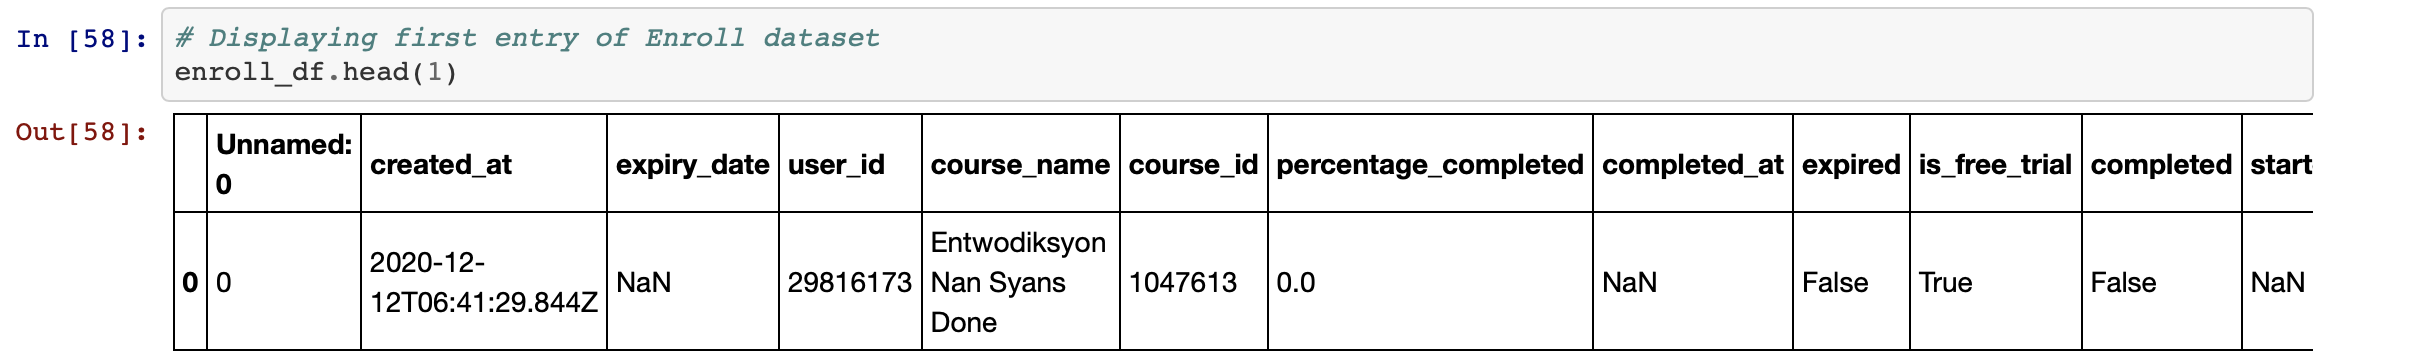 In [58]: # Displaying first entry of Enroll dataset
enroll_df.head(1)
Out[58]:
Unnamed: 0 created_at expiry_date user_id course_name course_id percentage_completed completed_at expired is_free_trial completed start
0 0 2020-12-12T06:41:29.844Z NaN 29816173 Entwodiksyon Nan Syans Done 1047613 0.0 NaN False True False NaN